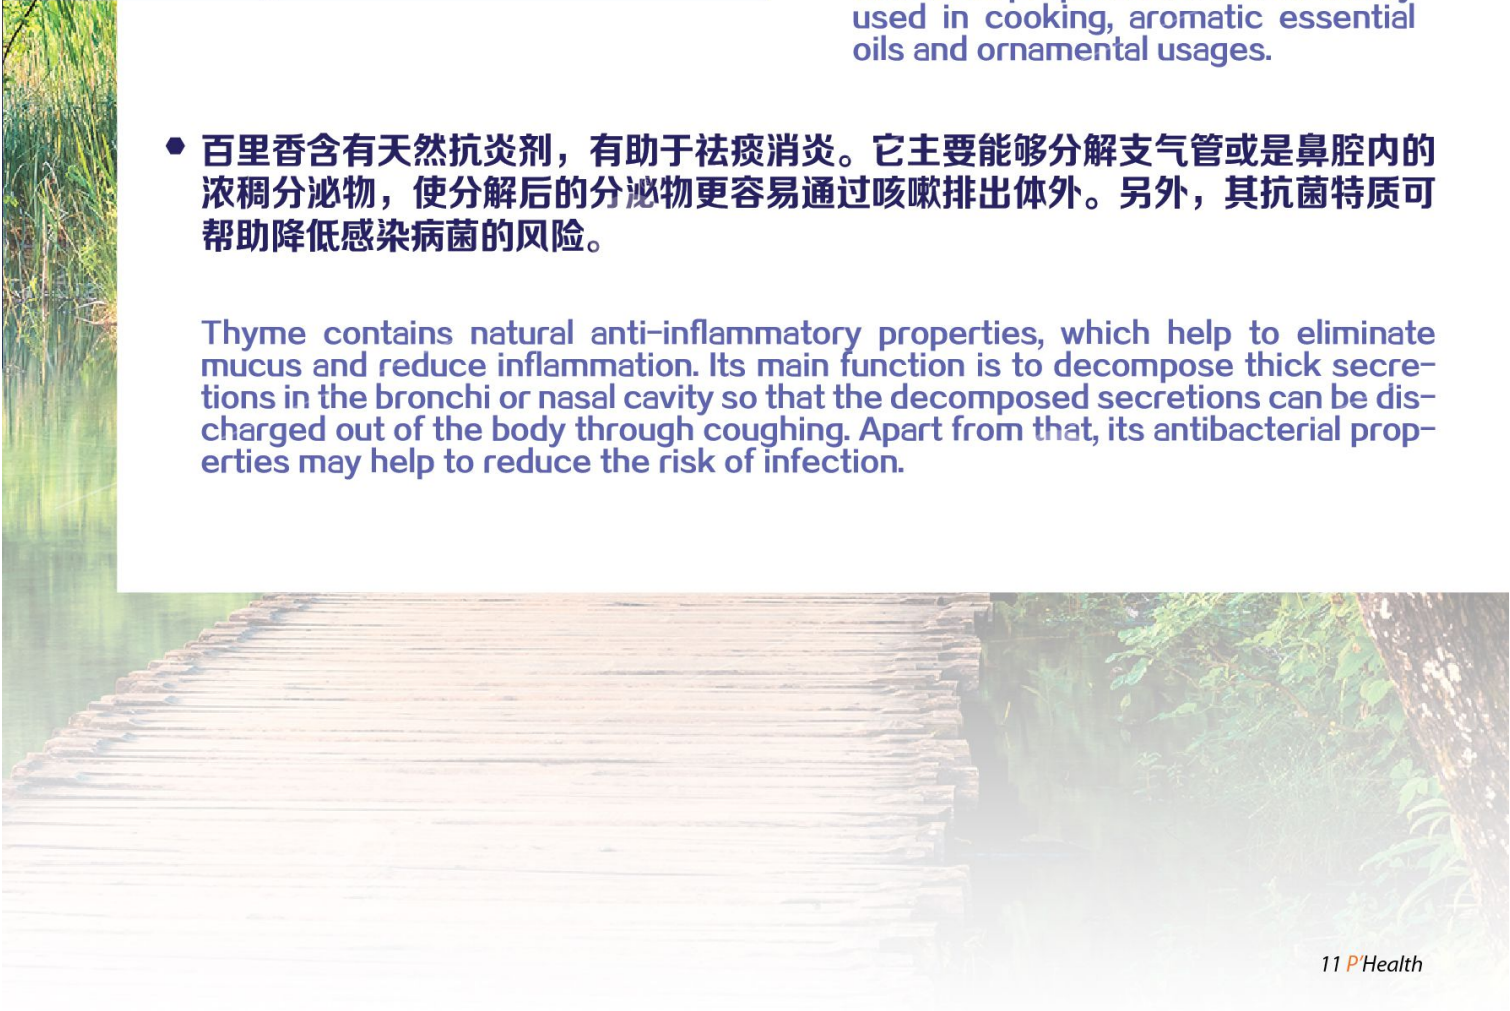 used in cooking, aromatic essential
oils and ornamental usages.
百里香含有天然抗炎剂，有助于祛痰消炎。它主要能够分解支气管或是鼻腔内的
浓稠分泌物，使分解后的分泌物更容易通过咳嗽排出体外。另外，其抗菌特质可
帮助降低感染病菌的风险。
Thyme contains natural anti-inflammatory properties, which help to eliminate
mucus and reduce inflammation. Its main function is to decompose thick secre-
tions in the bronchi or nasal cavity so that the decomposed secretions can be dis-
charged out of the body through coughing. Apart from that, its antibacterial prop-
erties may help to reduce the risk of infection.
11 P'Health